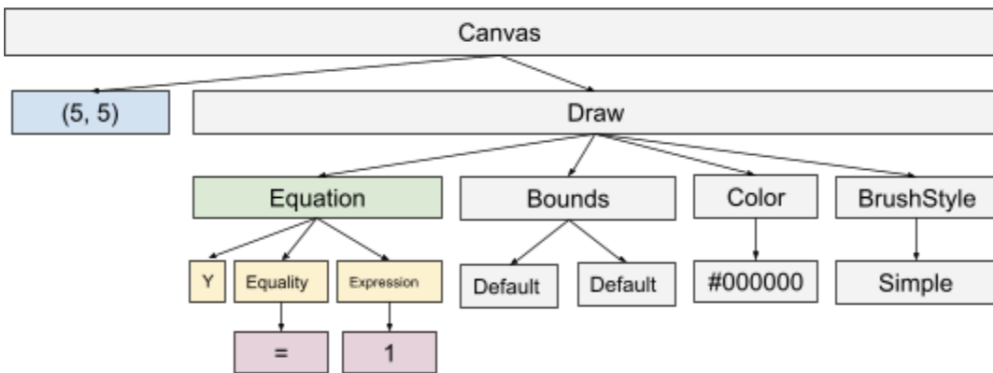 Canvas
(5, 5)
Draw
Equation
Bounds
Color
BrushStyle
Y
Equality
Expression
Default
Default
#000000
Simple
=
1